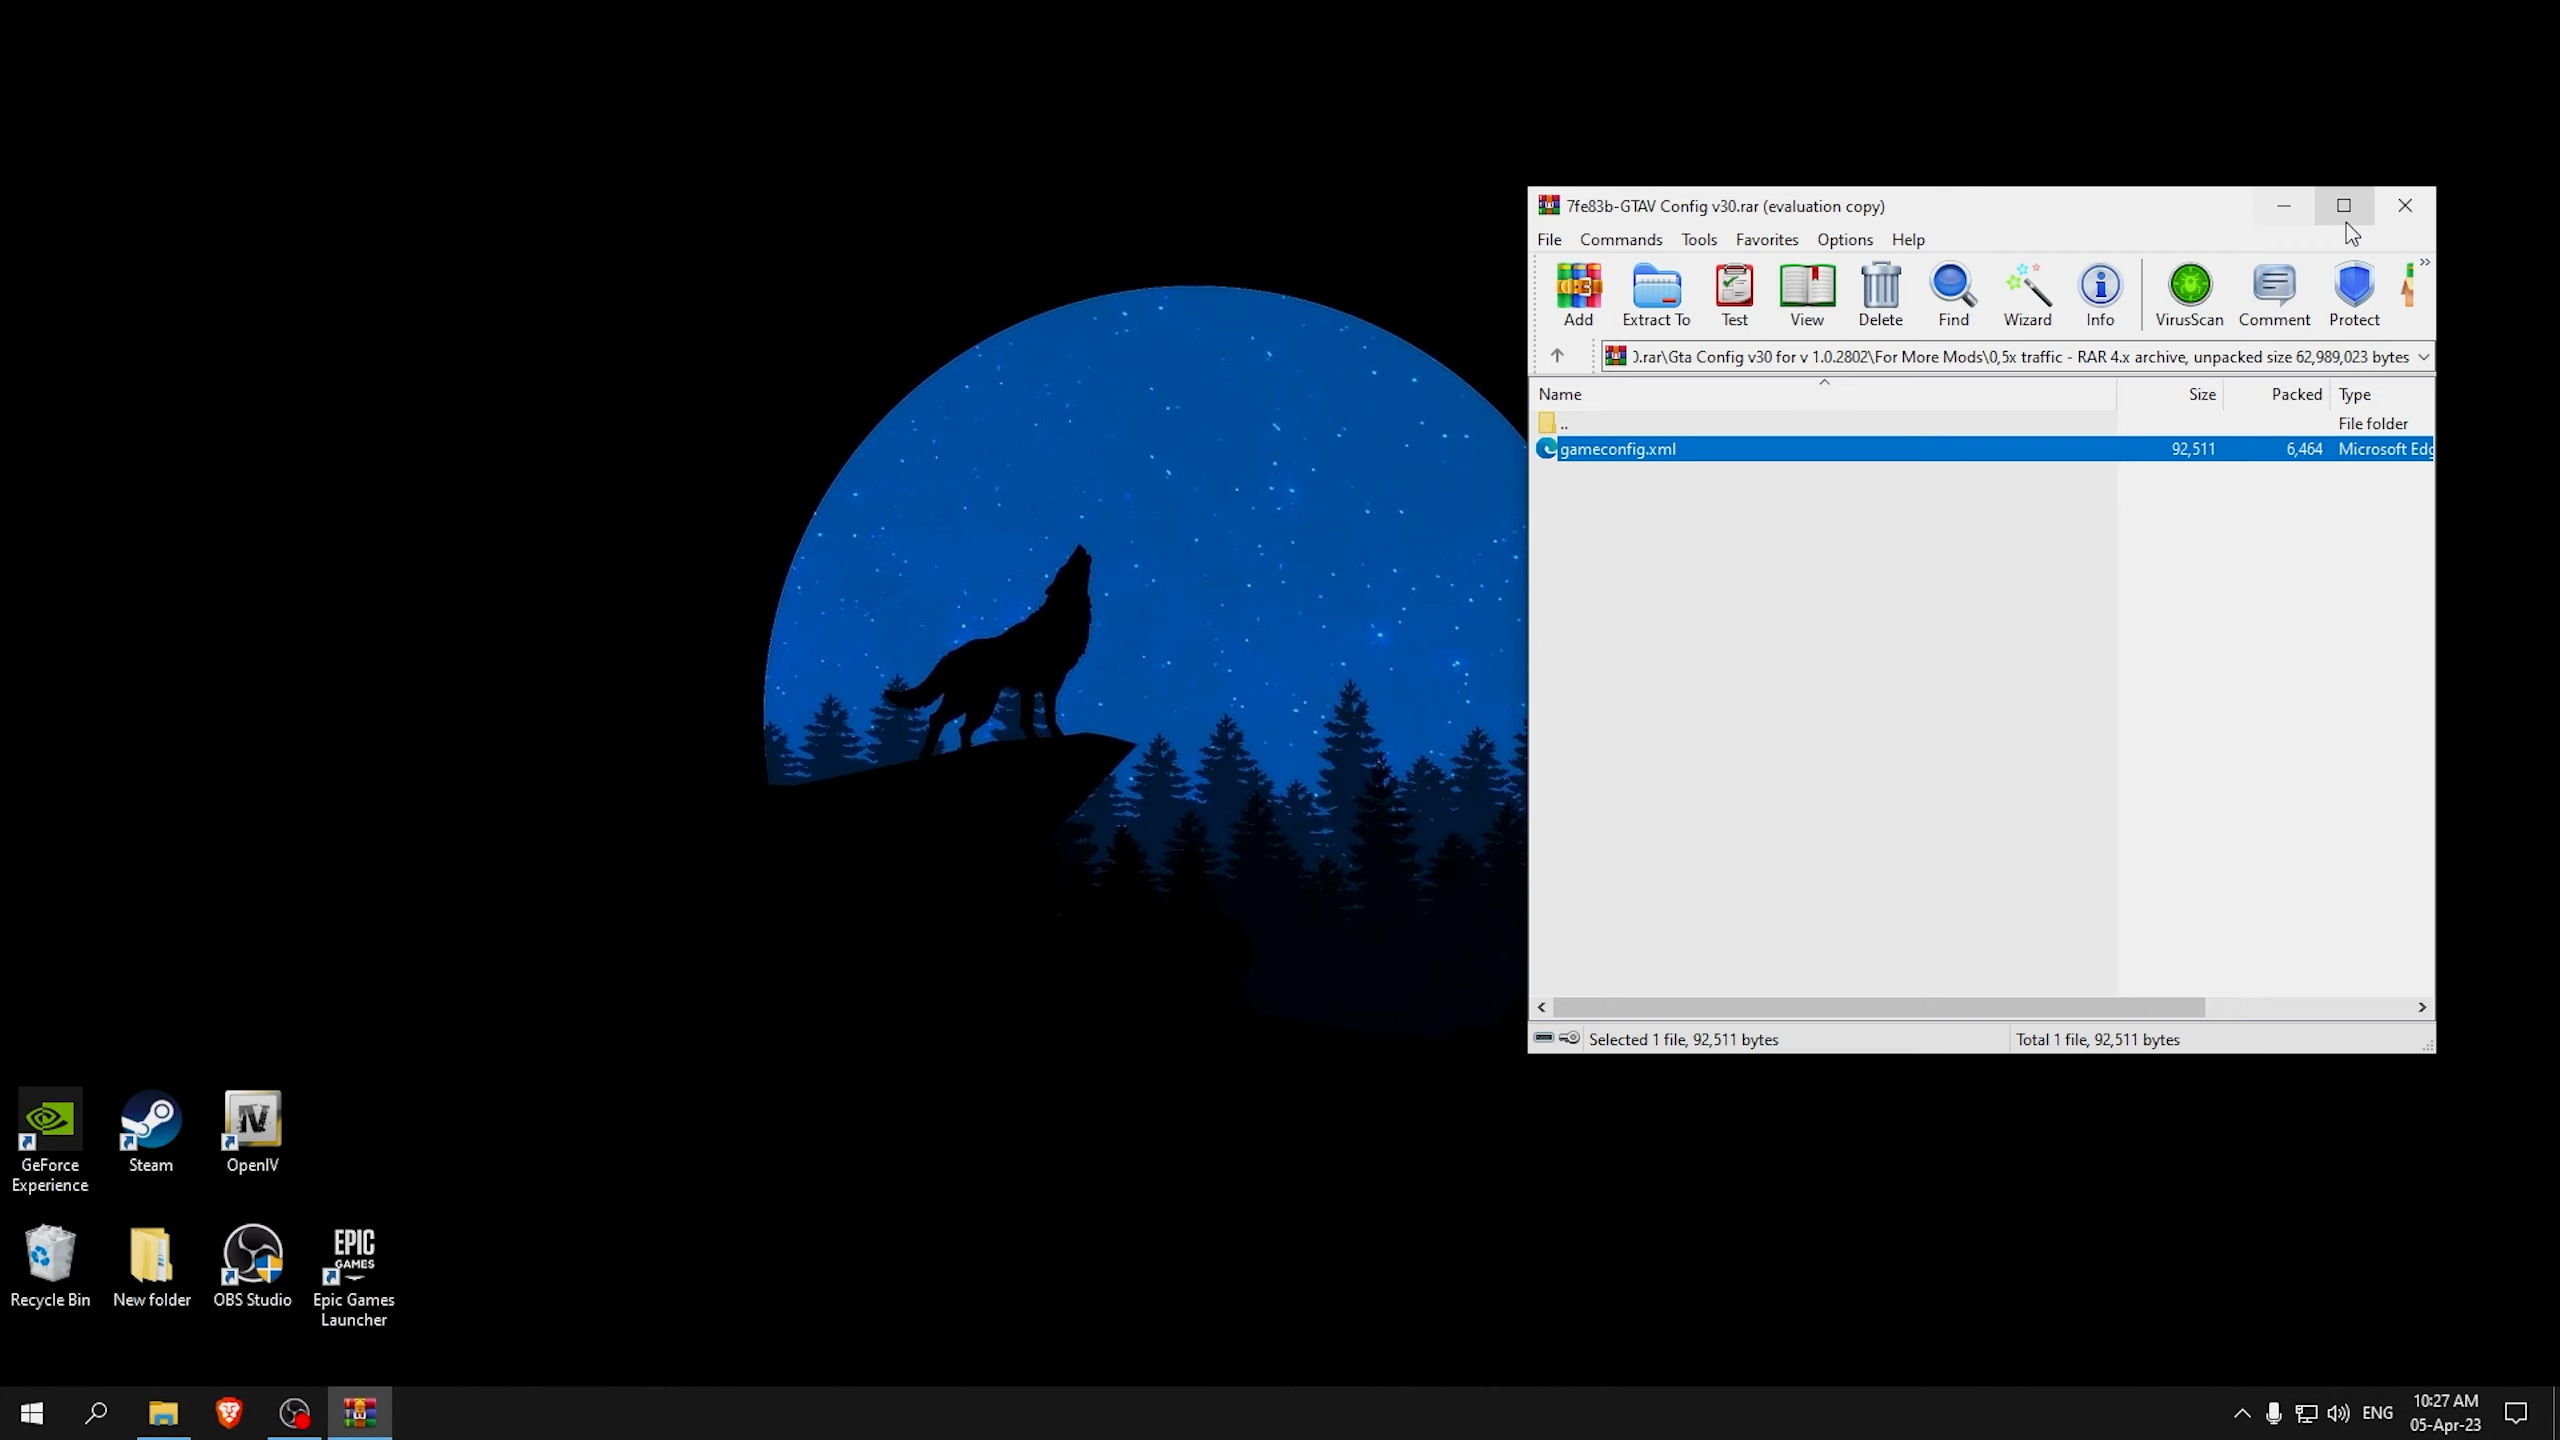 7fe83b-GTAV Config v30.rar (evaluation copy)
File Commands Tools Favorites Options Help
Add Extract To Test View Delete Find Wizard Info VirusScan Comment Protect
).rar\Gta Config v30 for v 1.0.2802\For More Mods\0,5x traffic - RAR 4.x archive, unpacked size 62,989,023 bytes
Name Size Packed Type
.. File folder
gameconfig.xml 92,511 6,464 Microsoft Edg
Selected 1 file, 92,511 bytes Total 1 file, 92,511 bytes
GeForce
Experience
Steam
IV
OpenIV
Recycle Bin
New folder
OBS Studio
EPIC
GAMES
Epic Games
Launcher
ENG
10:27 AM
05-Apr-23